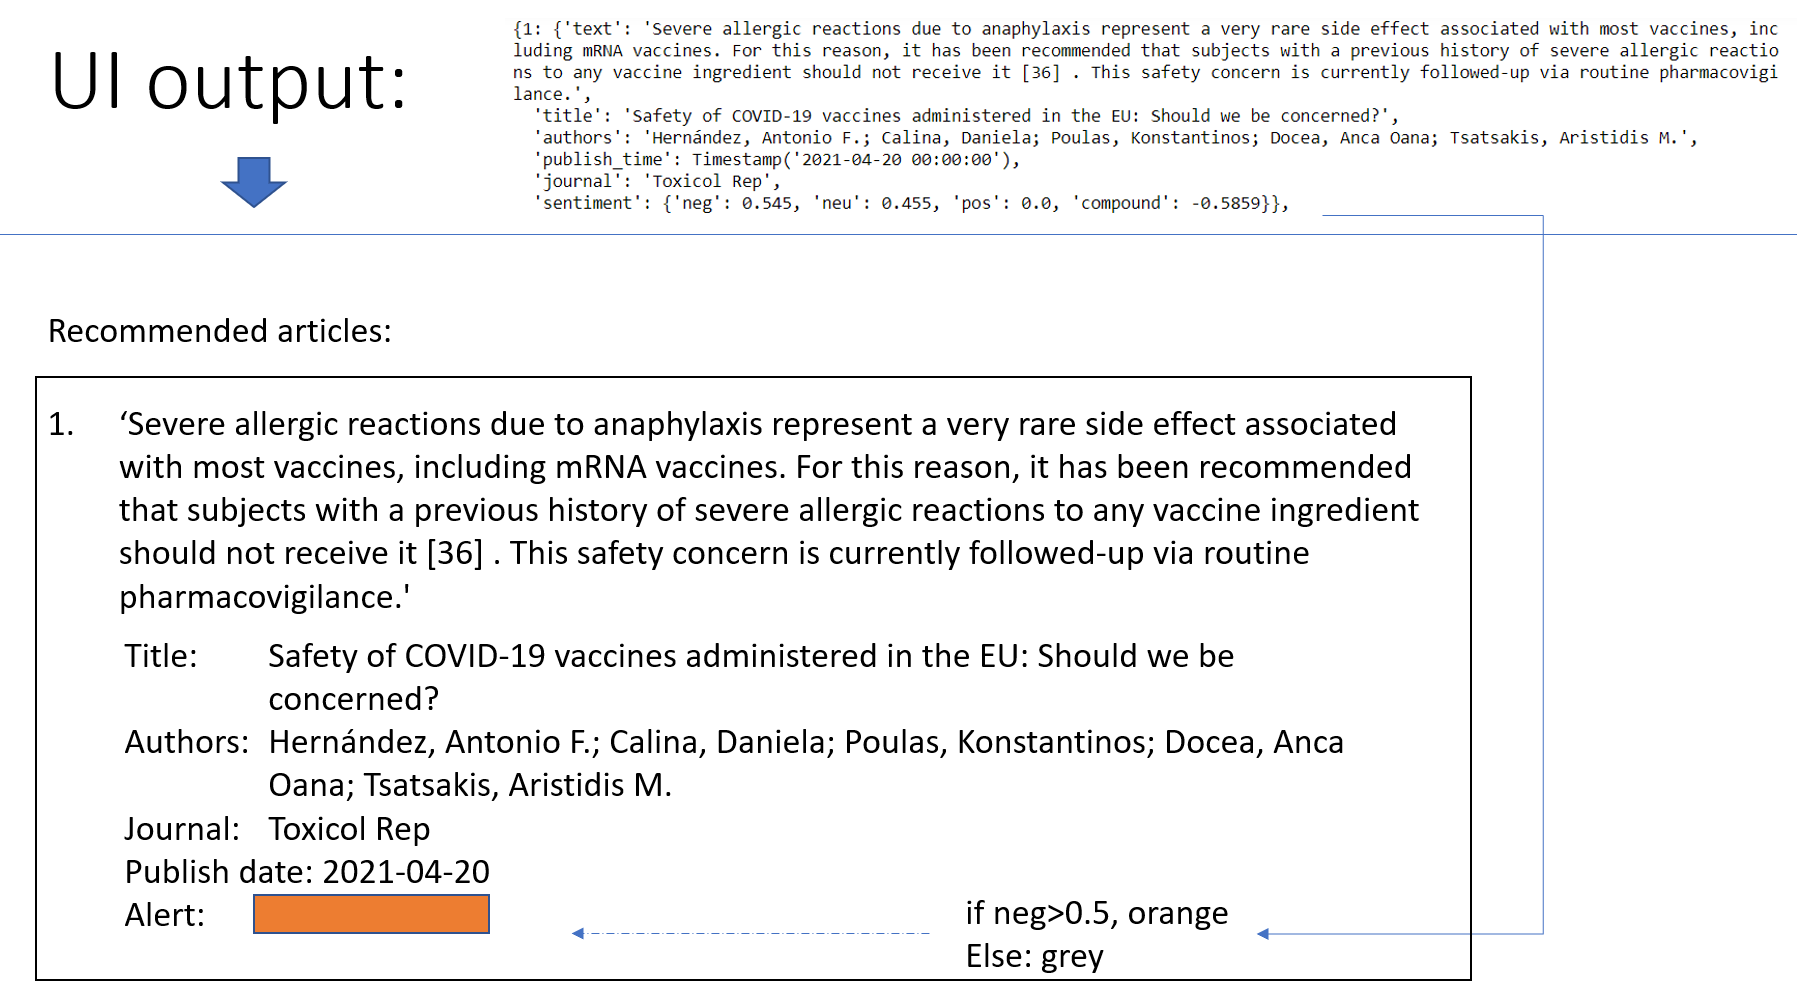 UI output:
{1: {'text': 'Severe allergic reactions due to anaphylaxis represent a very rare side effect associated with most vaccines, inc
luding mRNA vaccines. For this reason, it has been recommended that subjects with a previous history of severe allergic reactio
ns to any vaccine ingredient should not receive it [36] . This safety concern is currently followed-up via routine pharmacovigi
lance.',
'title': 'Safety of COVID-19 vaccines administered in the EU: Should we be concerned?',
'authors': 'Hernández, Antonio F.; Calina, Daniela; Poulas, Konstantinos; Docea, Anca Oana; Tsatsakis, Aristidis M.',
'publish_time': Timestamp('2021-04-20 00:00:00'),
'journal': 'Toxicol Rep',
'sentiment': {'neg': 0.545, 'neu': 0.455, 'pos': 0.0, 'compound': -0.5859}},
Recommended articles:
1. ‘Severe allergic reactions due to anaphylaxis represent a very rare side effect associated
with most vaccines, including mRNA vaccines. For this reason, it has been recommended
that subjects with a previous history of severe allergic reactions to any vaccine ingredient
should not receive it [36] . This safety concern is currently followed-up via routine
pharmacovigilance.'
Title: Safety of COVID-19 vaccines administered in the EU: Should we be
concerned?
Authors: Hernández, Antonio F.; Calina, Daniela; Poulas, Konstantinos; Docea, Anca
Oana; Tsatsakis, Aristidis M.
Journal: Toxicol Rep
Publish date: 2021-04-20
Alert:
if neg>0.5, orange
Else: grey